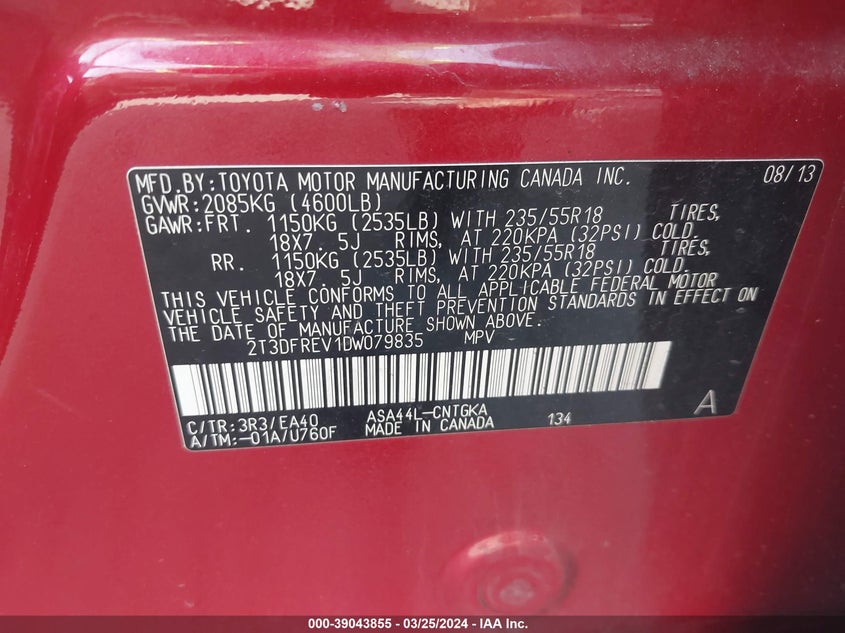 MFD.BY:TOYOTA MOTOR MANUFACTURING CANADA INC. 08/13
GVWR:2085KG (4600LB)
GAWR:FRT. 1150KG (2535LB) WITH 235/55R18 TIRES,
18X7. 5J RIMS, AT 220KPA (32PSI) COLD.
RR. 1150KG (2535LB) WITH 235/55R18 TIRES,
18X7. 5J RIMS, AT 220KPA (32PSI) COLD.
THIS VEHICLE CONFORMS TO ALL APPLICABLE FEDERAL MOTOR
VEHICLE SAFETY AND THEFT PREVENTION STANDARDS IN EFFECT ON
THE DATE OF MANUFACTURE SHOWN ABOVE.
2T3DFREV1DW079835 MPV
C/TR:3R3/EA40 ASA44L-CNTGKA 134 A
A/TM:-01A/U760F MADE IN CANADA
000-39043855 / 03/25/2024 - IAA Inc.